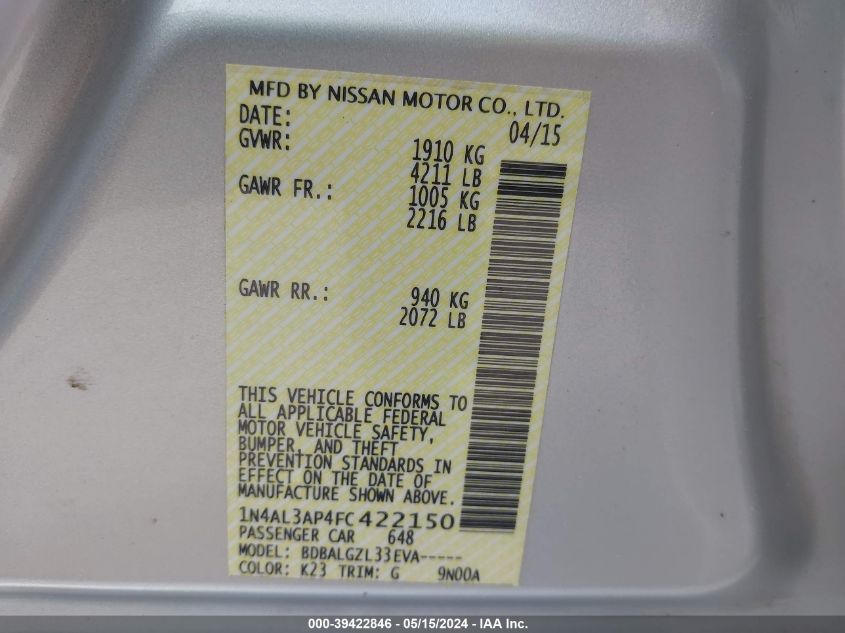 MFD BY NISSAN MOTOR CO., LTD.
DATE: 04/15
GVWR: 1910 KG
4211 LB
GAWR FR.: 1005 KG
2216 LB
GAWR RR.: 940 KG
2072 LB
THIS VEHICLE CONFORMS TO
ALL APPLICABLE FEDERAL
MOTOR VEHICLE SAFETY,
BUMPER, AND THEFT
PREVENTION STANDARDS IN
EFFECT ON THE DATE OF
MANUFACTURE SHOWN ABOVE.
1N4AL3AP4FC422150
PASSENGER CAR 648
MODEL: BDBALGZL33EVA-----
COLOR: K23 TRIM: G 9N00A
000-39422846 - 05/15/2024 - IAA Inc.